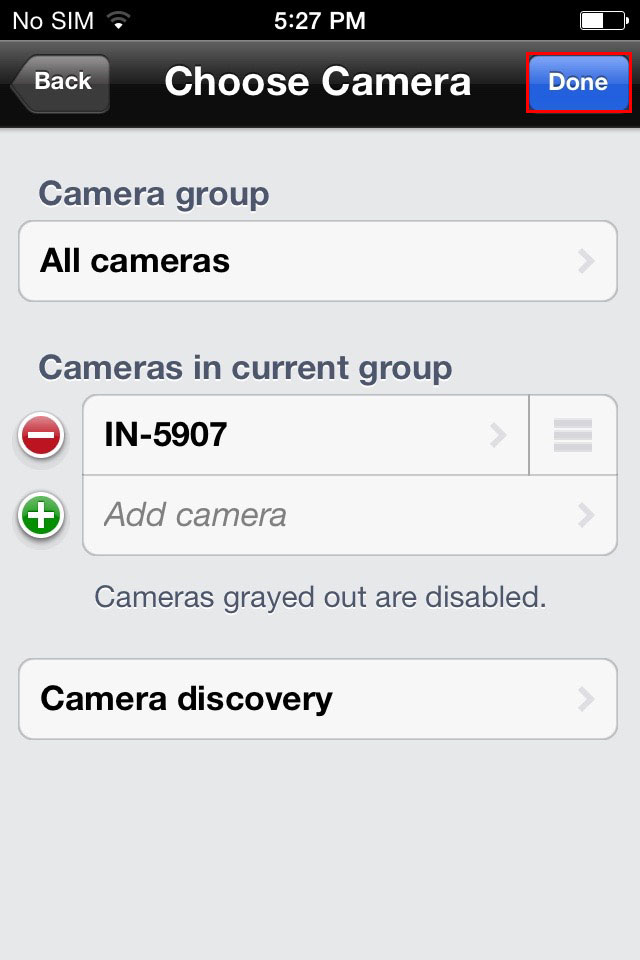 No SIM 5:27 PM
Back Choose Camera Done
Camera group
All cameras
Cameras in current group
IN-5907
Add camera
Cameras grayed out are disabled.
Camera discovery